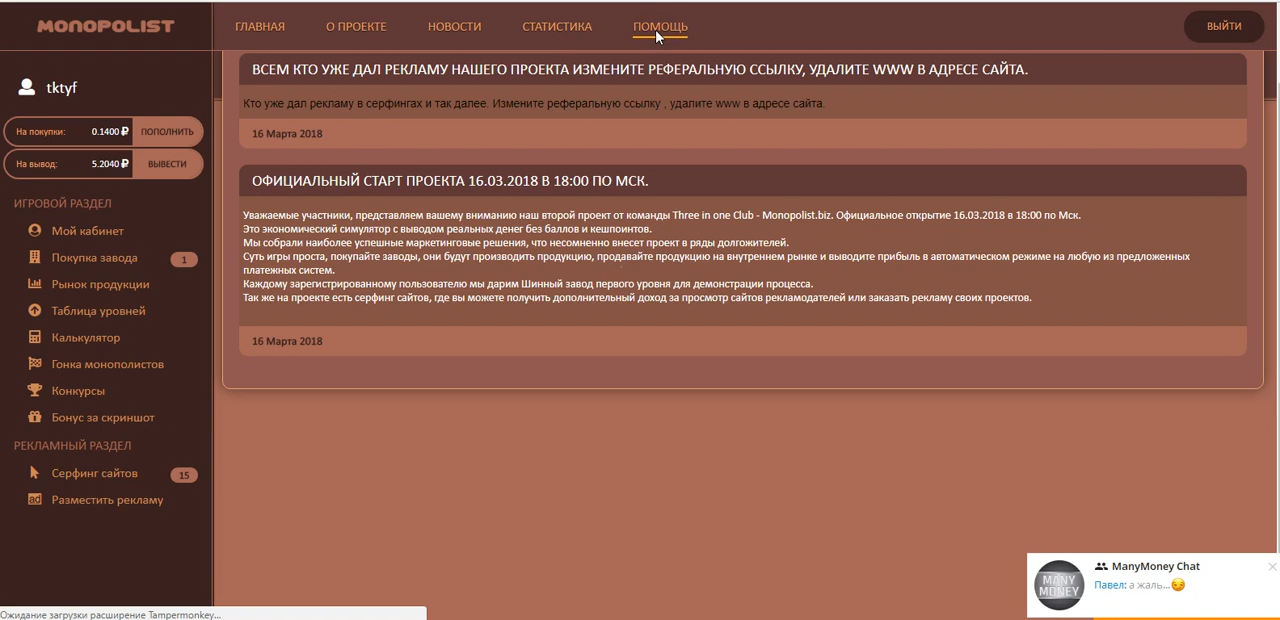 MONOPOLIST
ГЛАВНАЯ
О ПРОЕКТЕ
НОВОСТИ
СТАТИСТИКА
ПОМОЩЬ
ВЫЙТИ
tktyf
На покупки: 0.1400 ₽ ПОПОЛНИТЬ
На вывод: 5.2040 ₽ ВЫВЕСТИ
ИГРОВОЙ РАЗДЕЛ
Мой кабинет
Покупка завода 1
Рынок продукции
Таблица уровней
Калькулятор
Гонка монополистов
Конкурсы
Бонус за скриншот
РЕКЛАМНЫЙ РАЗДЕЛ
Серфинг сайтов 15
ad Разместить рекламу
ВСЕМ КТО УЖЕ ДАЛ РЕКЛАМУ НАШЕГО ПРОЕКТА ИЗМЕНИТЕ РЕФЕРАЛЬНУЮ ССЫЛКУ, УДАЛИТЕ WWW В АДРЕСЕ САЙТА.
Кто уже дал рекламу в серфингах и так далее. Измените реферальную ссылку , удалите www в адресе сайта.
16 Марта 2018
ОФИЦИАЛЬНЫЙ СТАРТ ПРОЕКТА 16.03.2018 В 18:00 ПО МСК.
Уважаемые участники, представляем вашему вниманию наш второй проект от команды Three in one Club - Monopolist.biz. Официальное открытие 16.03.2018 в 18:00 по Мск.
Это экономический симулятор с выводом реальных денег без баллов и кешпоинтов.
Мы собрали наиболее успешные маркетинговые решения, что несомненно внесет проект в ряды долгожителей.
Суть игры проста, покупайте заводы, они будут производить продукцию, продавайте продукцию на внутреннем рынке и выводите прибыль в автоматическом режиме на любую из предложенных
платежных систем.
Каждому зарегистрированному пользователю мы дарим Шинный завод первого уровня для демонстрации процесса.
Так же на проекте есть серфинг сайтов, где вы можете получить дополнительный доход за просмотр сайтов рекламодателей или заказать рекламу своих проектов.
16 Марта 2018
MANY
MONEY
ManyMoney Chat
Павел: а жаль...😏
Ожидание загрузки расширение Tampermonkey...